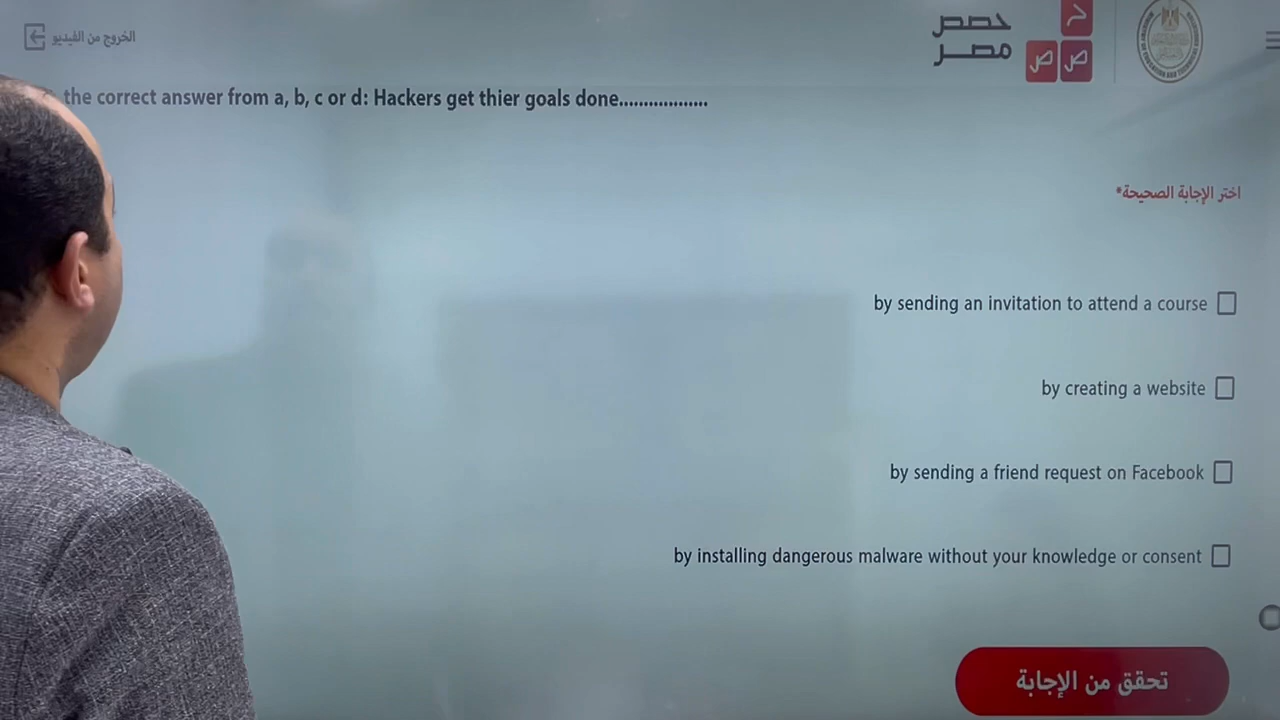 الخروج من الفيديو
حصص
مصر
ح
ص ص
the correct answer from a, b, c or d: Hackers get thier goals done..................
اختر الإجابة الصحيحة*
by sending an invitation to attend a course
by creating a website
by sending a friend request on Facebook
by installing dangerous malware without your knowledge or consent
تحقق من الإجابة